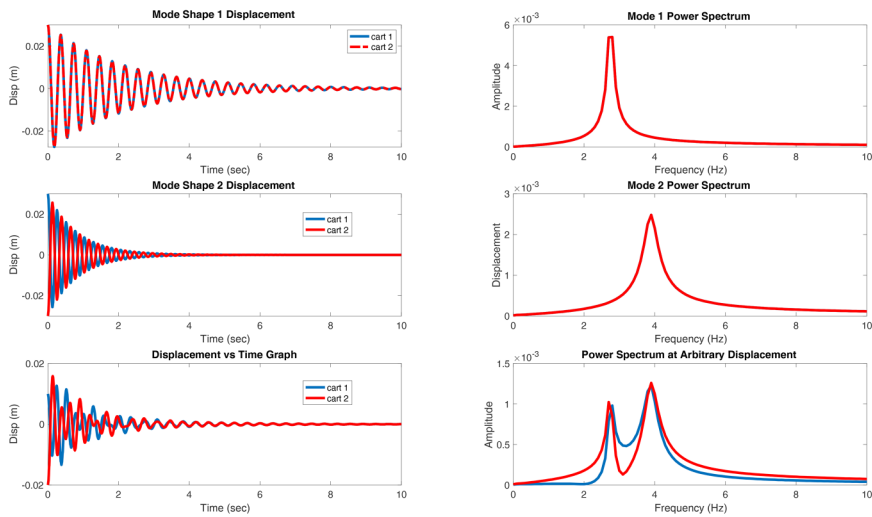 Mode Shape 1 Displacement
Disp (m)
0.02
0
-0.02
cart 1
cart 2
0 2 4 6 8 10
Time (sec)
Mode 1 Power Spectrum
×10⁻³
Amplitude
6
4
2
0
0 2 4 6 8 10
Frequency (Hz)
Mode Shape 2 Displacement
Disp (m)
0.02
0
-0.02
cart 1
cart 2
0 2 4 6 8 10
Time (sec)
Mode 2 Power Spectrum
×10⁻³
Displacement
3
2
1
0
0 2 4 6 8 10
Frequency (Hz)
Displacement vs Time Graph
Disp (m)
0.02
0
-0.02
cart 1
cart 2
0 2 4 6 8 10
Time (sec)
Power Spectrum at Arbitrary Displacement
×10⁻³
Amplitude
1.5
1
0.5
0
0 2 4 6 8 10
Frequency (Hz)